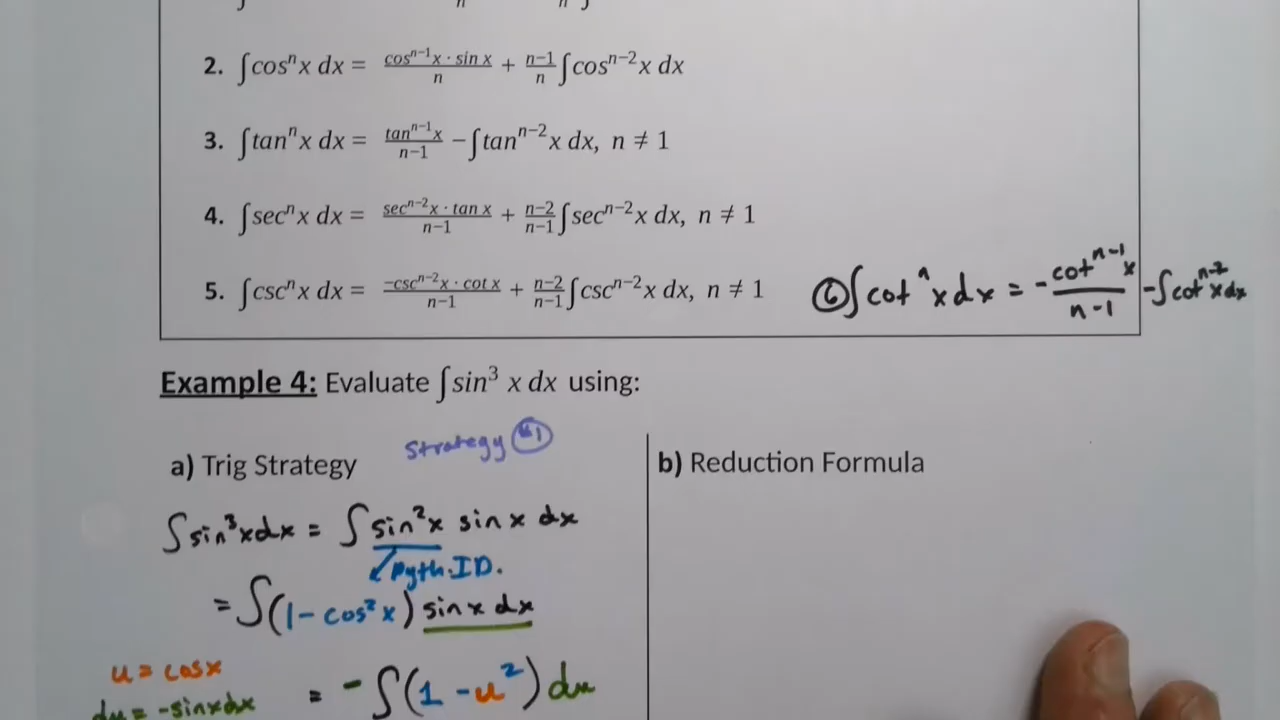 2. ∫cosⁿx dx = (cosⁿ⁻¹x · sin x)/n + (n−1)/n ∫cosⁿ⁻²x dx
3. ∫tanⁿx dx = (tanⁿ⁻¹x)/(n−1) − ∫tanⁿ⁻²x dx, n ≠ 1
4. ∫secⁿx dx = (secⁿ⁻²x · tan x)/(n−1) + (n−2)/(n−1) ∫secⁿ⁻²x dx, n ≠ 1
5. ∫cscⁿx dx = (−cscⁿ⁻²x · cot x)/(n−1) + (n−2)/(n−1) ∫cscⁿ⁻²x dx, n ≠ 1
⑥ ∫cotⁿx dx = −(cotⁿ⁻¹x)/(n−1) − ∫cotⁿ⁻²x dx
Example 4: Evaluate ∫sin³ x dx using:
a) Trig Strategy
Strategy #1
∫sin³x dx = ∫sin²x sin x dx
Pyth. ID.
= ∫(1 − cos²x) sin x dx
u = cos x
du = −sin x dx
= −∫(1 − u²) du
b) Reduction Formula